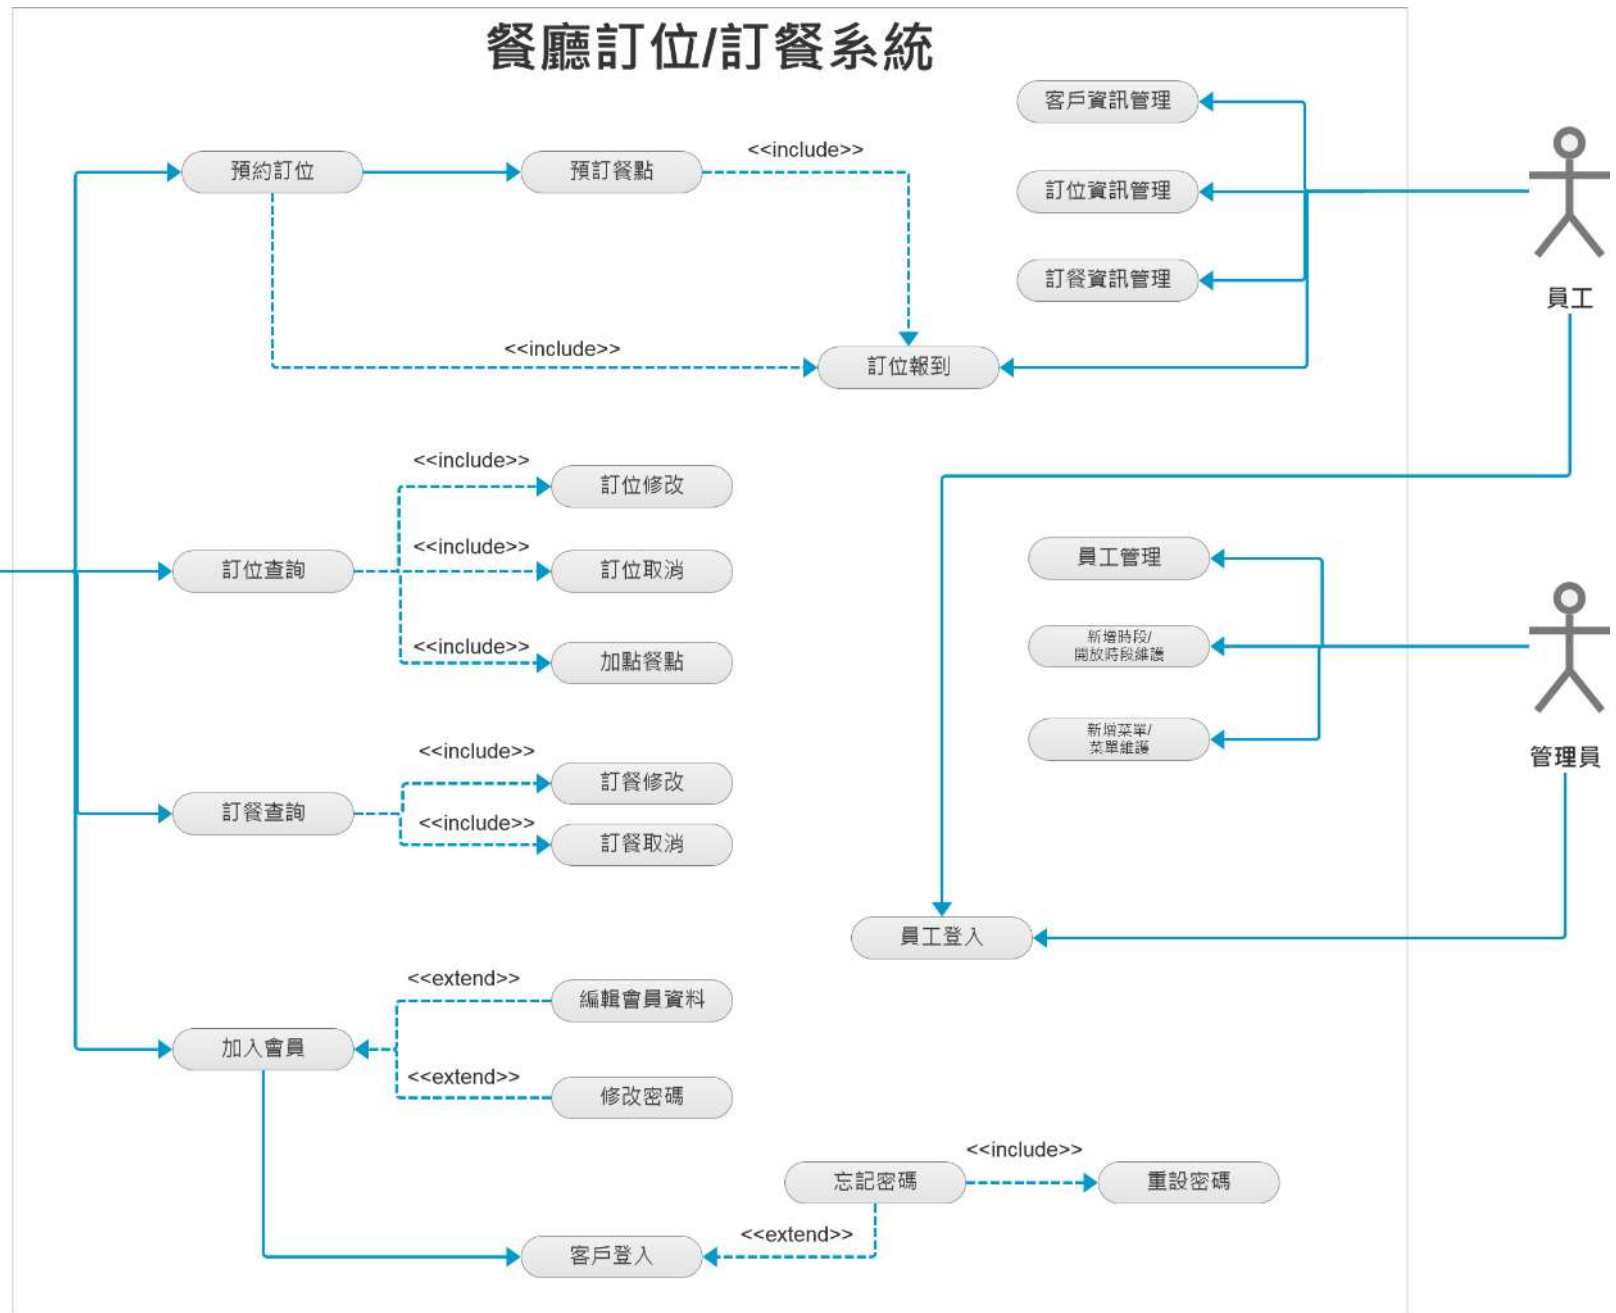 餐廳訂位/訂餐系統
客戶資訊管理
<<include>>
預約訂位
預訂餐點
訂位資訊管理
訂餐資訊管理
員工
<<include>>
訂位報到
<<include>>
訂位修改
<<include>>
訂位查詢
訂位取消
員工管理
<<include>>
加點餐點
新增時段/
開放時段維護
新增菜單/
菜單維護
管理員
<<include>>
訂餐修改
訂餐查詢
<<include>>
訂餐取消
員工登入
<<extend>>
編輯會員資料
加入會員
<<extend>>
修改密碼
<<include>>
忘記密碼
重設密碼
<<extend>>
客戶登入